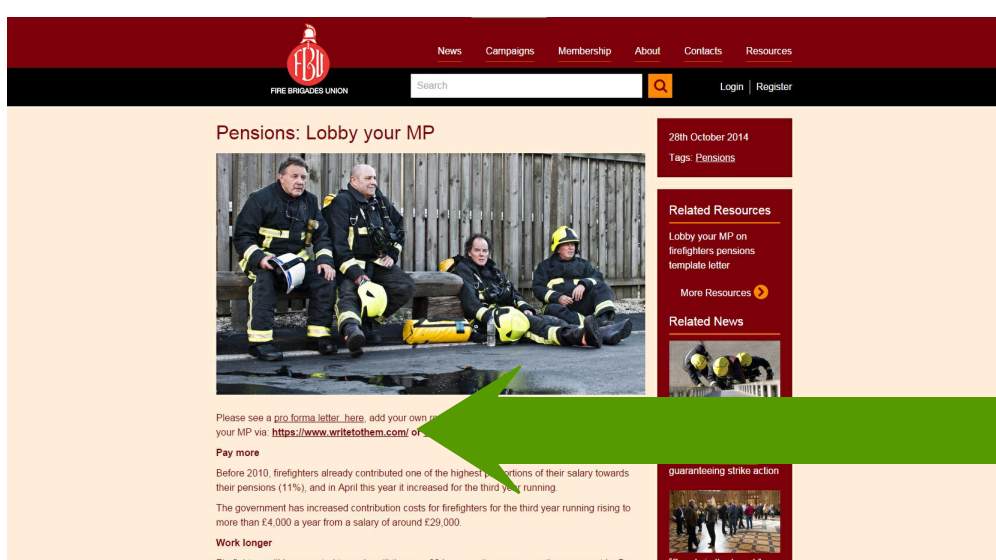 News Campaigns Membership About Contacts Resources
FBU
FIRE BRIGADES UNION
Search
Login | Register
Pensions: Lobby your MP
Please see a pro forma letter here, add your own
your MP via: https://www.writetothem.com/ or
Pay more
Before 2010, firefighters already contributed one of the highest of their salary towards
their pensions (11%), and in April this year it increased for the third year running.
The government has increased contribution costs for firefighters for the third year running rising to
more than £4,000 a year from a salary of around £29,000.
Work longer
28th October 2014
Tags: Pensions
Related Resources
Lobby your MP on
firefighters pensions
template letter
More Resources
Related News
guaranteeing strike action